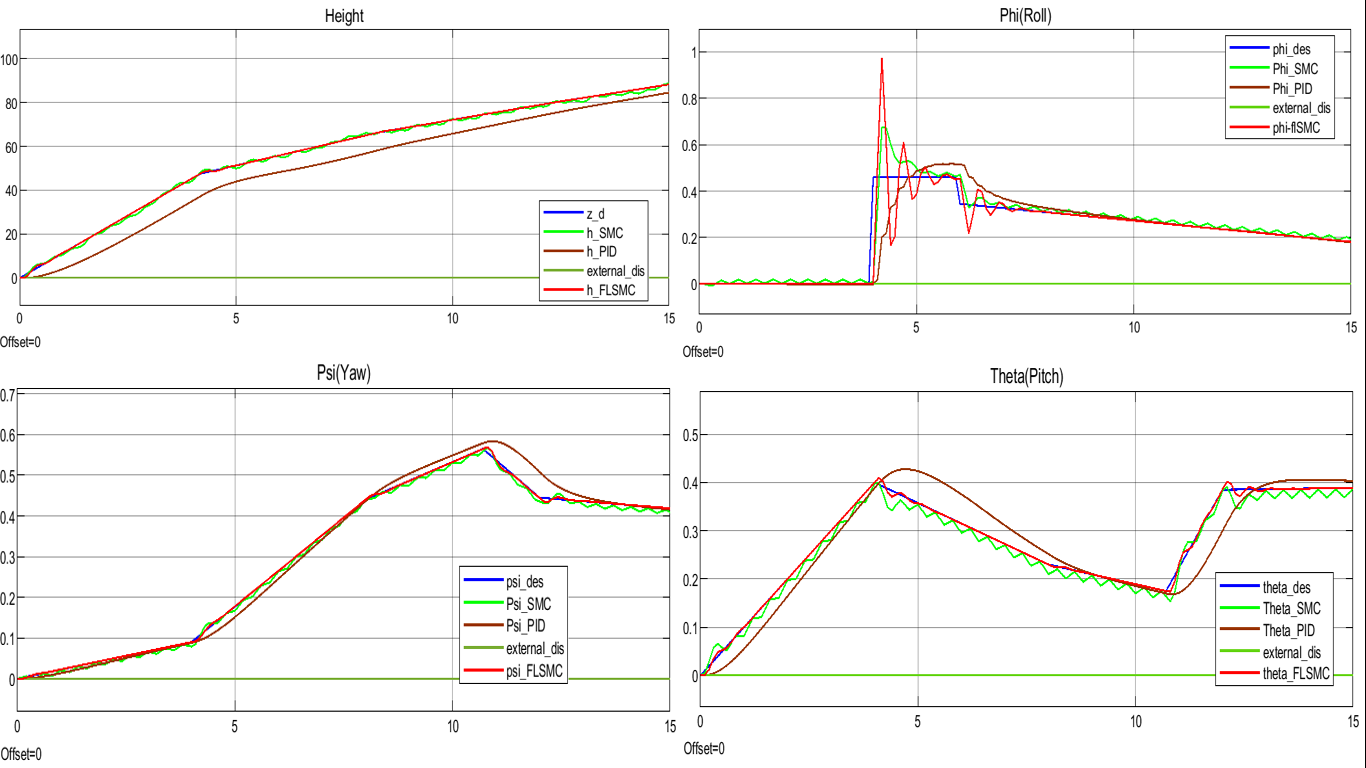 Height
100
80
60
40
20
0
z_d
h_SMC
h_PID
external_dis
h_FLSMC
0 5 10 15
Offset=0
Phi(Roll)
1
0.8
0.6
0.4
0.2
0
phi_des
Phi_SMC
Phi_PID
external_dis
phi-flSMC
0 5 10 15
Offset=0
Psi(Yaw)
0.7
0.6
0.5
0.4
0.3
0.2
0.1
0
psi_des
Psi_SMC
Psi_PID
external_dis
psi_FLSMC
0 5 10 15
Offset=0
Theta(Pitch)
0.5
0.4
0.3
0.2
0.1
0
theta_des
Theta_SMC
Theta_PID
external_dis
theta_FLSMC
0 5 10 15
Offset=0